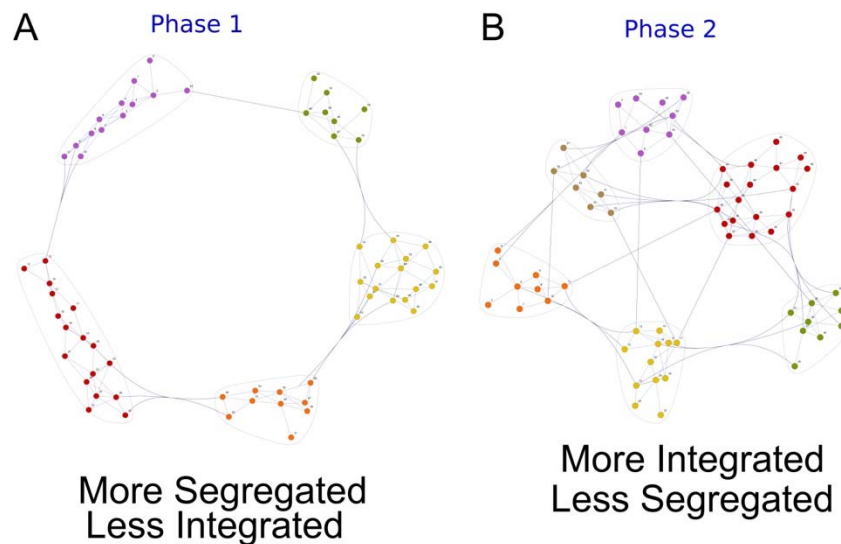 A
Phase 1
B
Phase 2
More Segregated
Less Integrated
More Integrated
Less Segregated